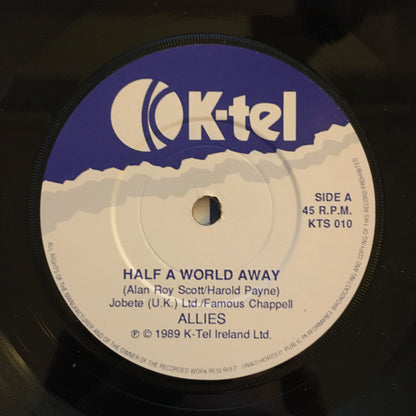 K-tel
SIDE A
45 R.P.M.
KTS 010
HALF A WORLD AWAY
(Alan Roy Scott/Harold Payne)
Jobete (U.K.) Ltd./Famous Chappell
ALLIES
℗ © 1989 K-Tel Ireland Ltd.
ALL RIGHTS OF THE MANUFACTURER AND OF THE OWNER OF THE RECORDED WORK RESERVED. UNAUTHORISED PUBLIC PERFORMANCE BROADCASTING AND COPYING OF THIS RECORD PROHIBITED